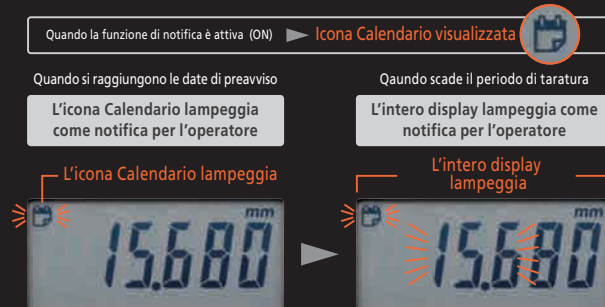 Quando la funzione di notifica è attiva (ON)
Icona Calendario visualizzata
Quando si raggiungono le date di preavviso
L'icona Calendario lampeggia
come notifica per l'operatore
L'icona Calendario lampeggia
mm
15.680
Qaundo scade il periodo di taratura
L'intero display lampeggia come
notifica per l'operatore
L'intero display
lampeggia
mm
15.680